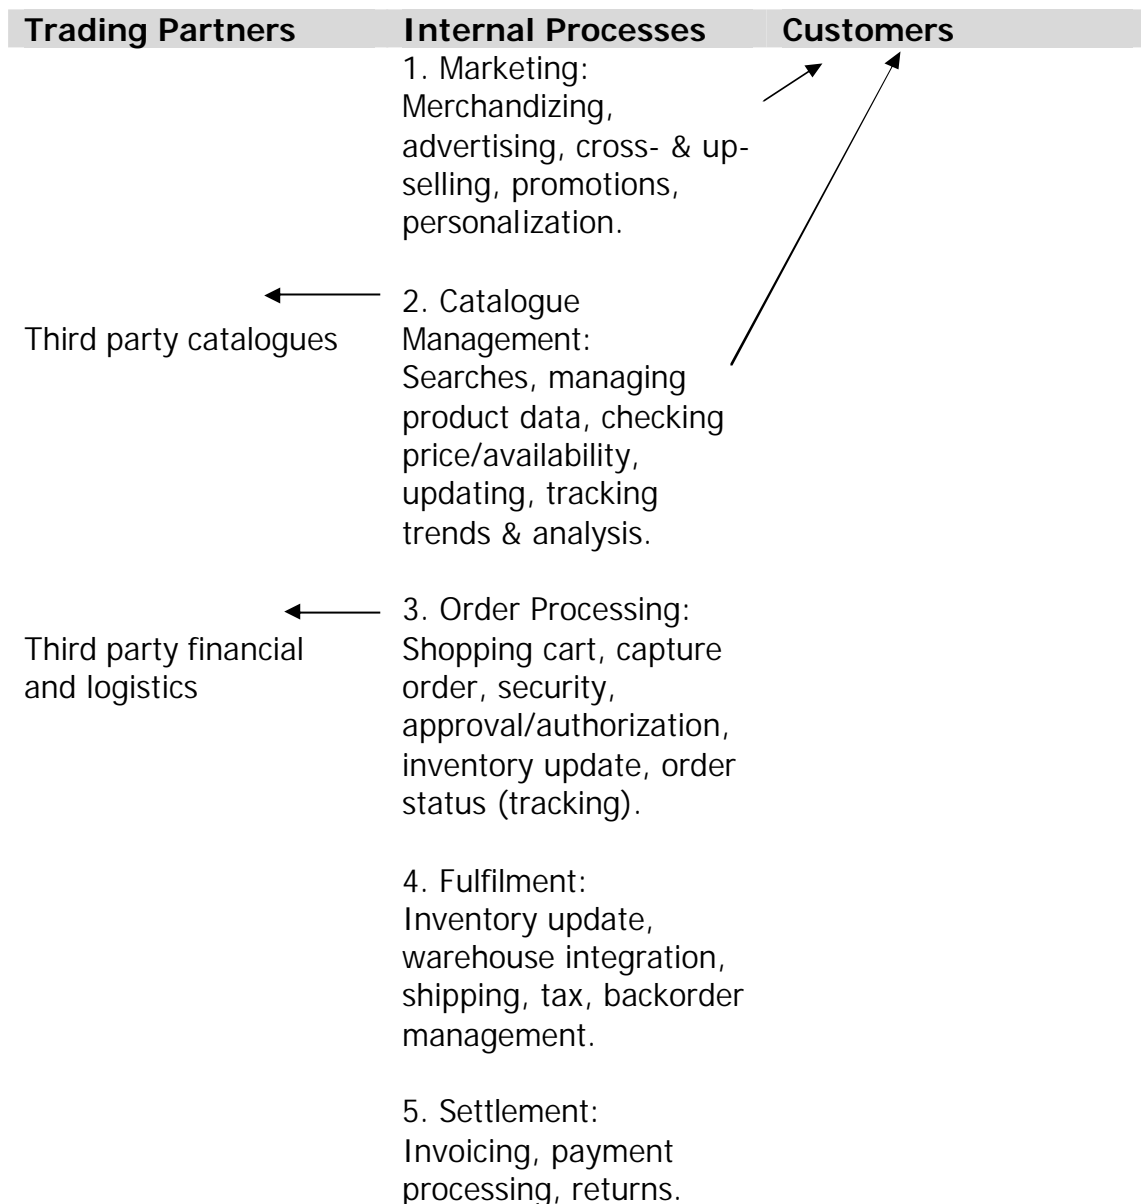 Trading Partners Internal Processes Customers
1. Marketing:
Merchandizing,
advertising, cross- & up-
selling, promotions,
personalization.
2. Catalogue
Third party catalogues Management:
Searches, managing
product data, checking
price/availability,
updating, tracking
trends & analysis.
3. Order Processing:
Third party financial Shopping cart, capture
and logistics order, security,
approval/authorization,
inventory update, order
status (tracking).
4. Fulfilment:
Inventory update,
warehouse integration,
shipping, tax, backorder
management.
5. Settlement:
Invoicing, payment
processing, returns.